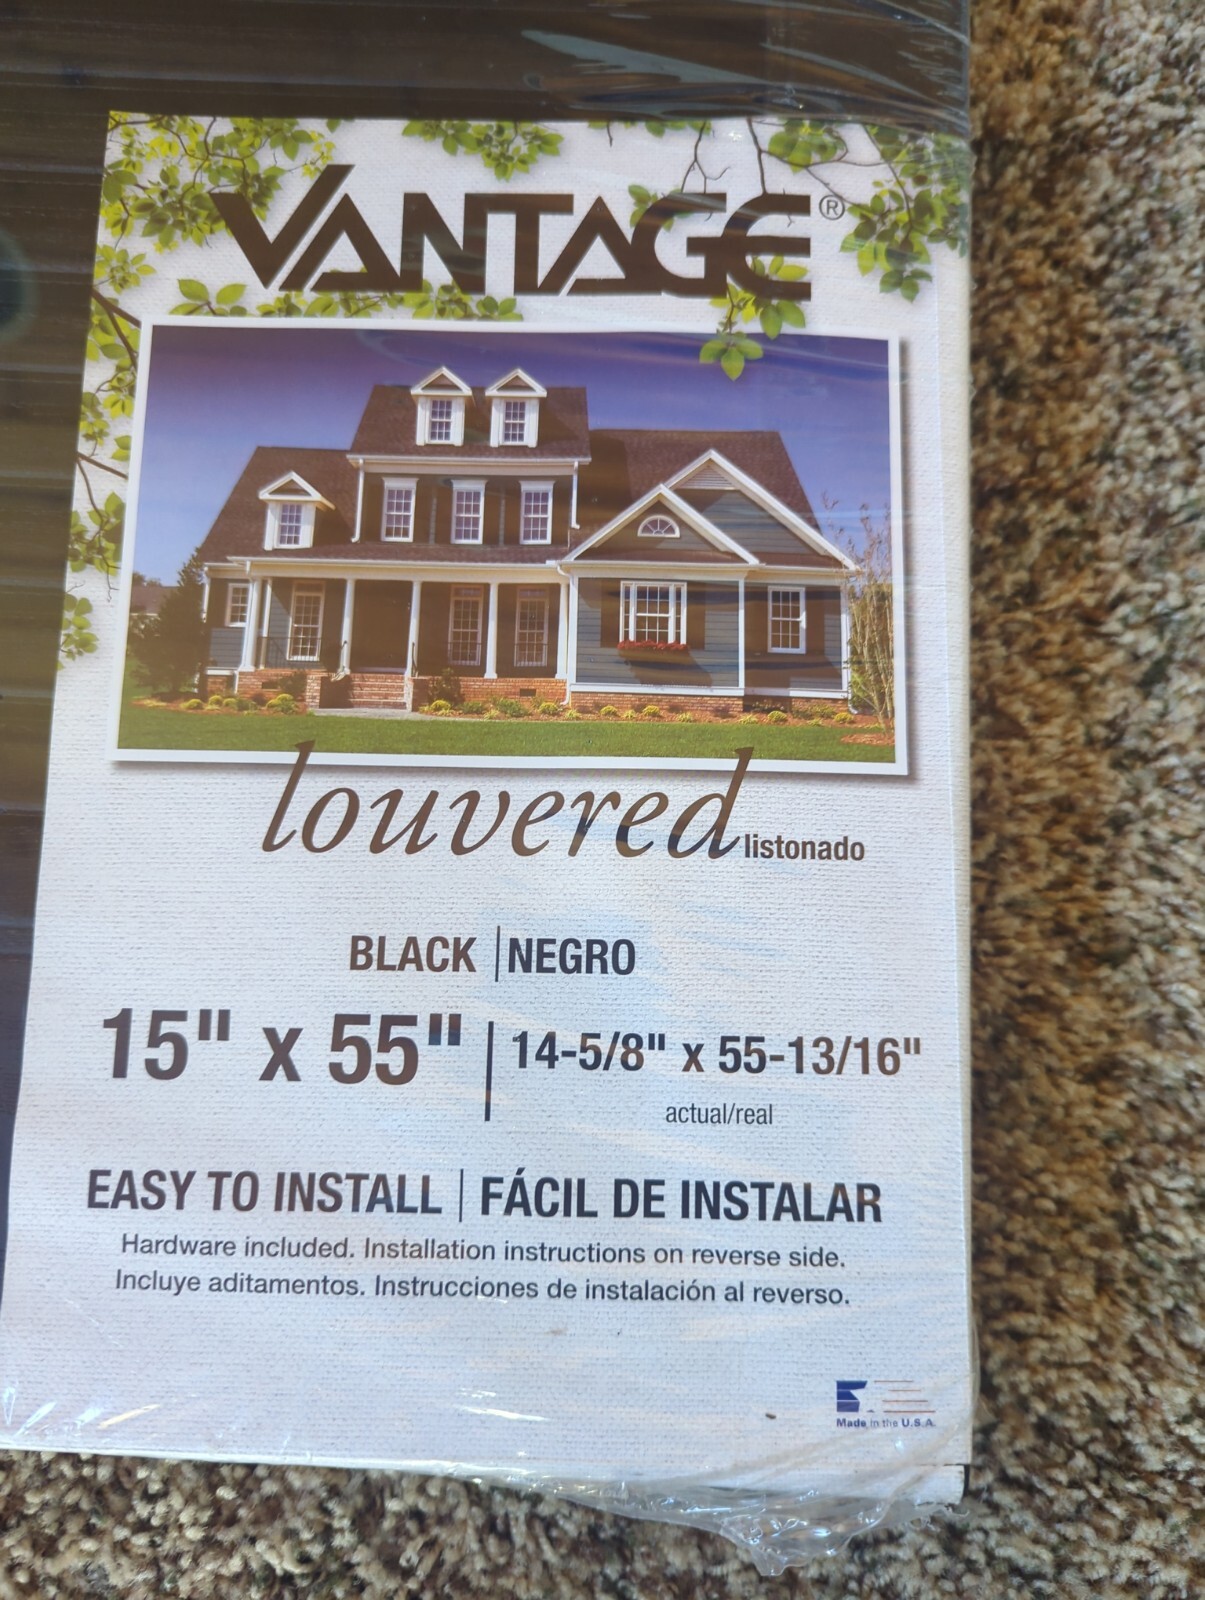 VANTAGE®
louvered listonado
BLACK | NEGRO
15" x 55" | 14-5/8" x 55-13/16"
actual/real
EASY TO INSTALL | FÁCIL DE INSTALAR
Hardware included. Installation instructions on reverse side.
Incluye aditamentos. Instrucciones de instalación al reverso.
Made in the U.S.A.